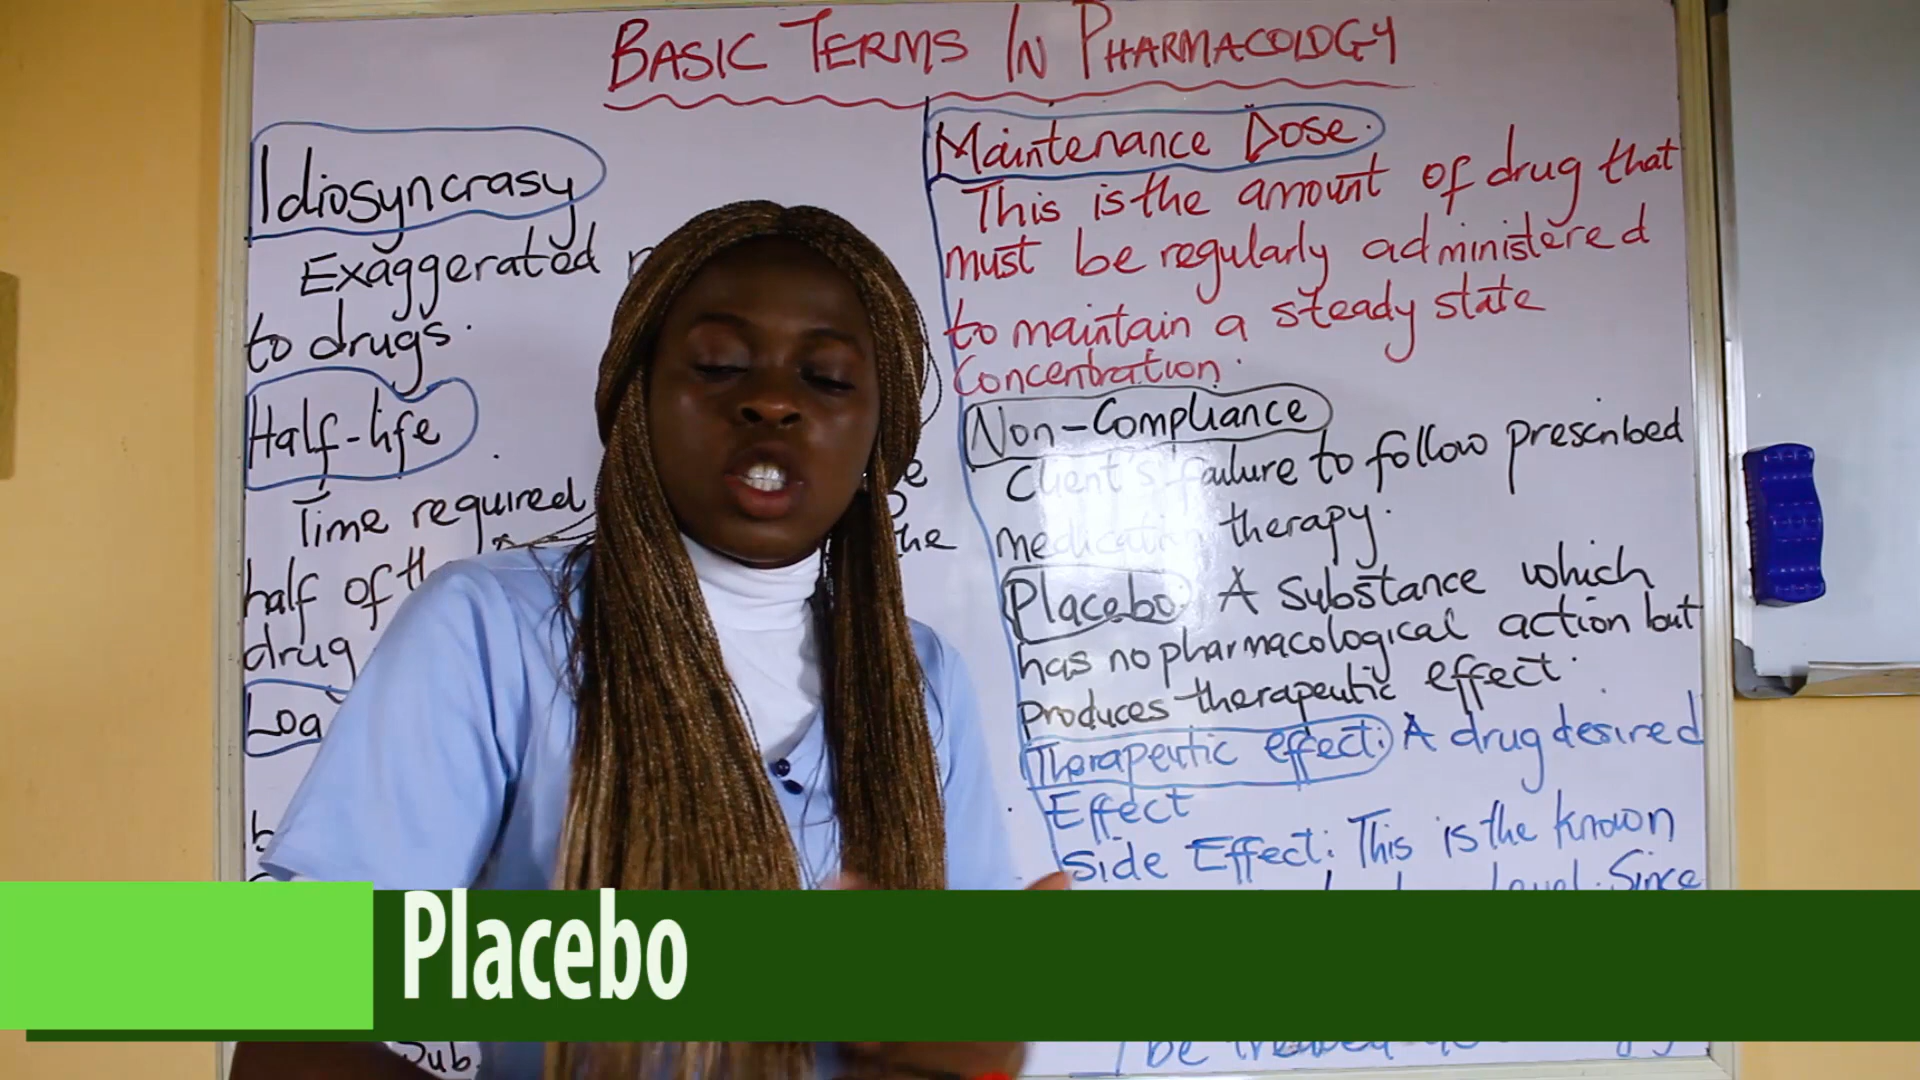 BASIC TERMS IN PHARMACOLOGY
Idiosyncrasy
Exaggerated
to drugs.
Half-life
Time required
half of
drug
Maintenance Dose.
This is the amount of drug that
must be regularly administered
to maintain a steady state
Concentration.
Non-Compliance
Client's failure to follow prescribed
medication therapy.
Placebo. A substance which
has no pharmacological action but
produces therapeutic effect.
Therapeutic effect: A drug desired
Effect
Side Effect: This is the known
level. Since
be
Placebo